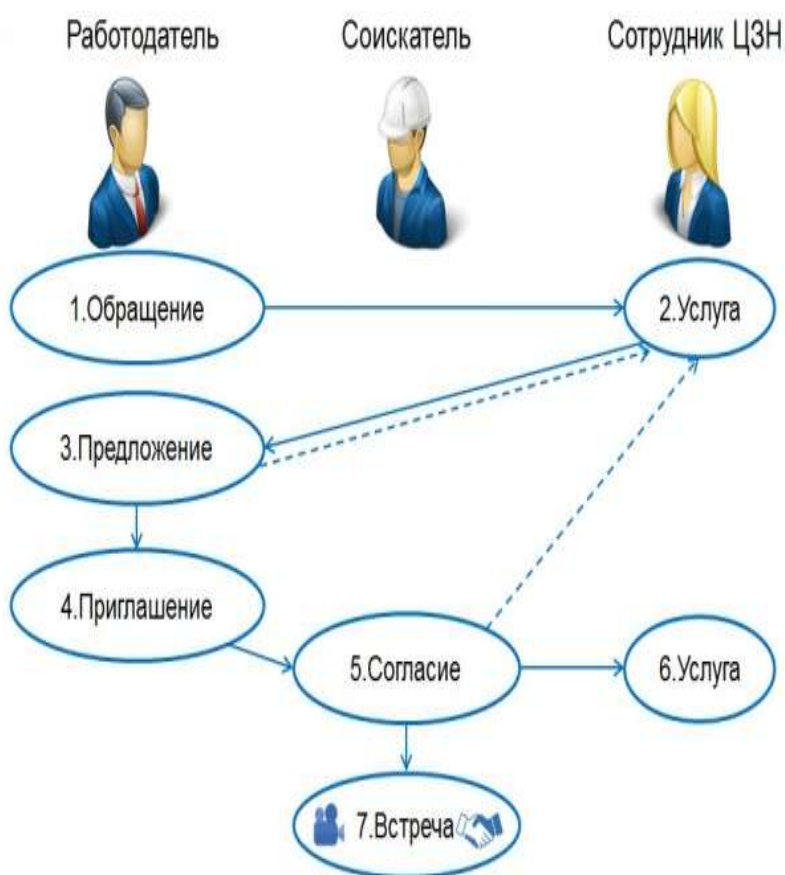 Работодатель
Соискатель
Сотрудник ЦЗН
1.Обращение
2.Услуга
3.Предложение
4.Приглашение
5.Согласие
6.Услуга
7.Встреча